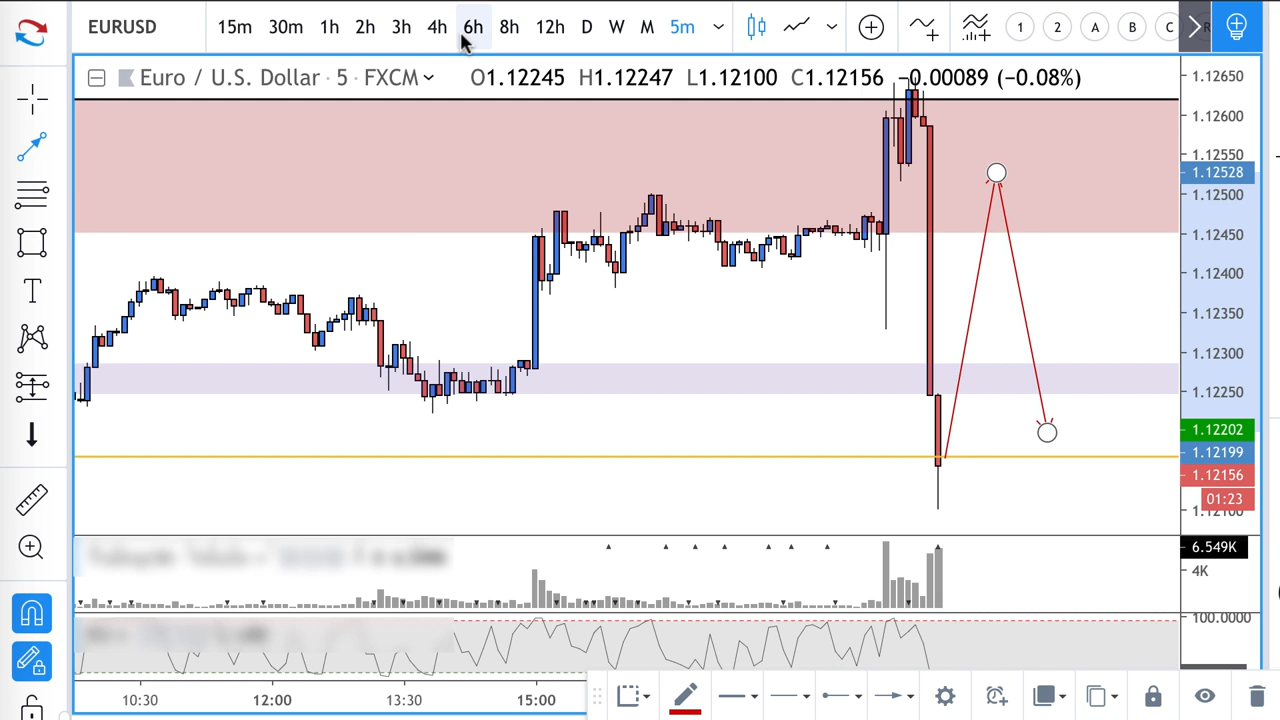 EURUSD 15m 30m 1h 2h 3h 4h 6h 8h 12h D W M 5m 1 2 A B C R
Euro / U.S. Dollar · 5 · FXCM O1.12245 H1.12247 L1.12100 C1.12156 −0.00089 (−0.08%)
1.12650
1.12600
1.12550
1.12528
1.12500
1.12450
1.12400
1.12350
1.12300
1.12250
1.12202
1.12199
1.12156
01:23
1.12100
T
6.549K
4K
100.0000
10:30 12:00 13:30 15:00